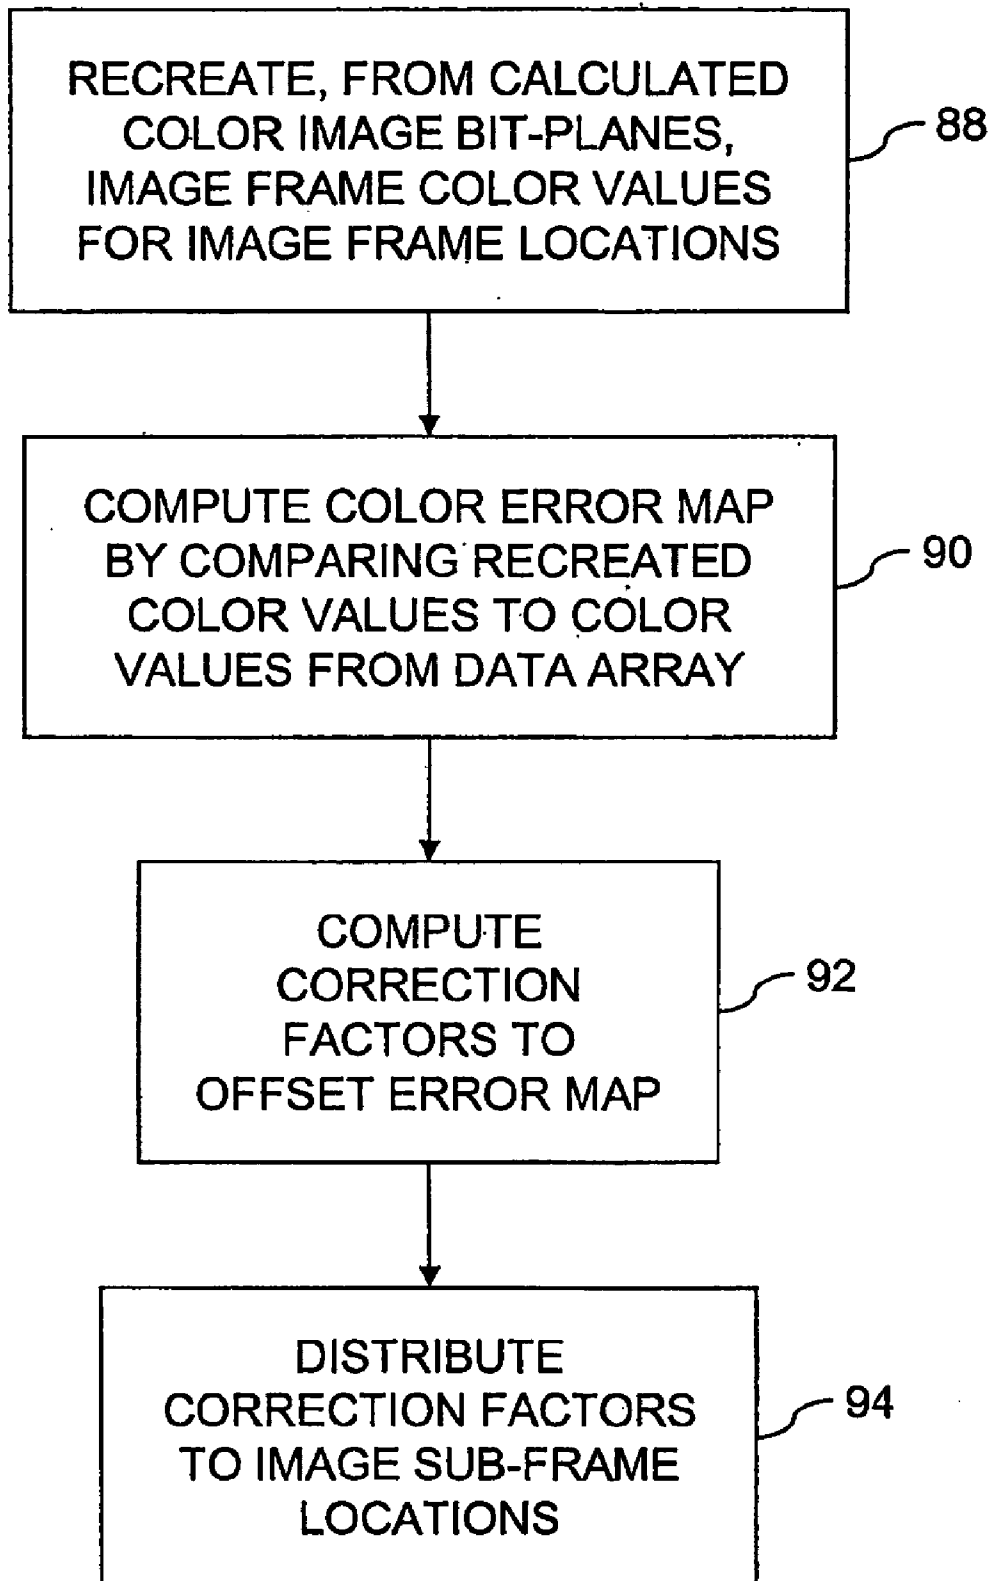 RECREATE, FROM CALCULATED
COLOR IMAGE BIT-PLANES,
IMAGE FRAME COLOR VALUES
FOR IMAGE FRAME LOCATIONS
88
COMPUTE COLOR ERROR MAP
BY COMPARING RECREATED
COLOR VALUES TO COLOR
VALUES FROM DATA ARRAY
90
COMPUTE
CORRECTION
FACTORS TO
OFFSET ERROR MAP
92
DISTRIBUTE
CORRECTION FACTORS
TO IMAGE SUB-FRAME
LOCATIONS
94